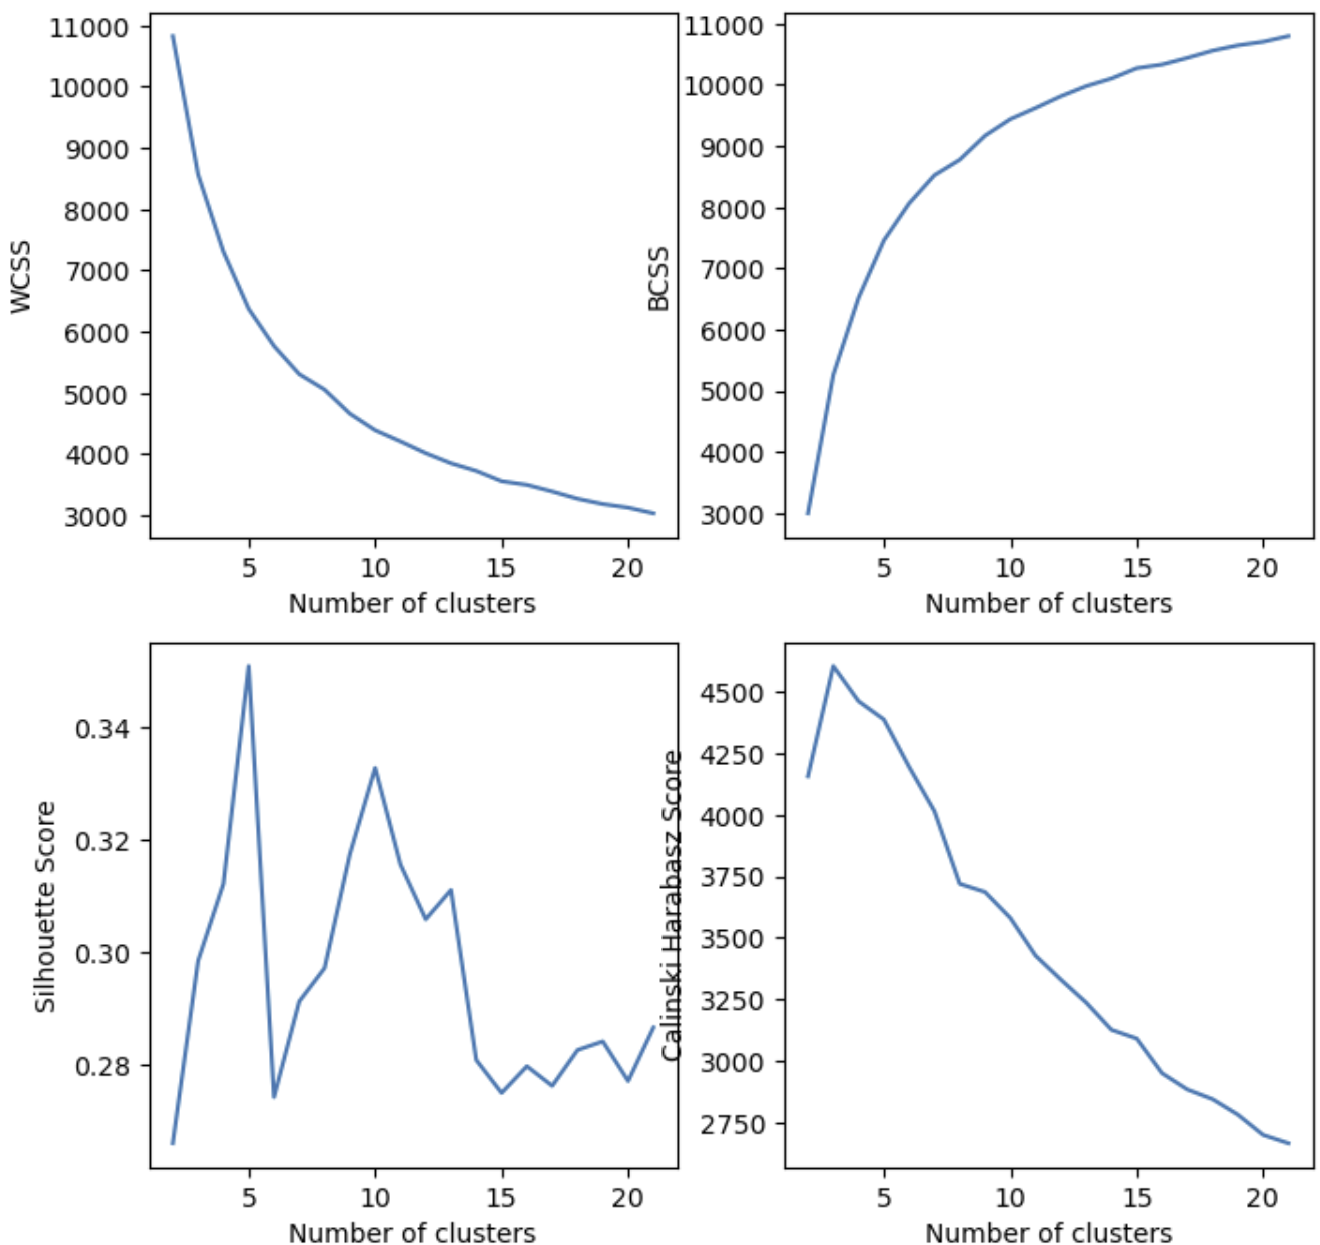 11000
10000
9000
8000
7000
6000
5000
4000
3000
WCSS
5 10 15 20
Number of clusters
11000
10000
9000
8000
7000
6000
5000
4000
3000
BCSS
5 10 15 20
Number of clusters
0.34
0.32
0.30
0.28
Silhouette Score
5 10 15 20
Number of clusters
4500
4250
4000
3750
3500
3250
3000
2750
Calinski Harabasz Score
5 10 15 20
Number of clusters